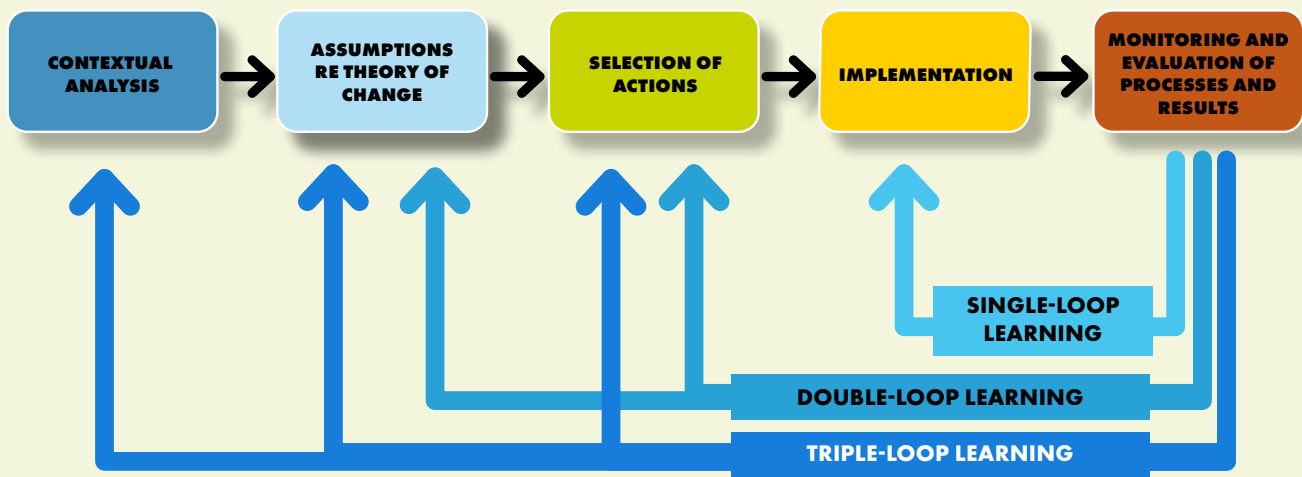 CONTEXTUAL
ANALYSIS
ASSUMPTIONS
RE THEORY OF
CHANGE
SELECTION OF
ACTIONS
IMPLEMENTATION
MONITORING AND
EVALUATION OF
PROCESSES AND
RESULTS
SINGLE-LOOP
LEARNING
DOUBLE-LOOP LEARNING
TRIPLE-LOOP LEARNING